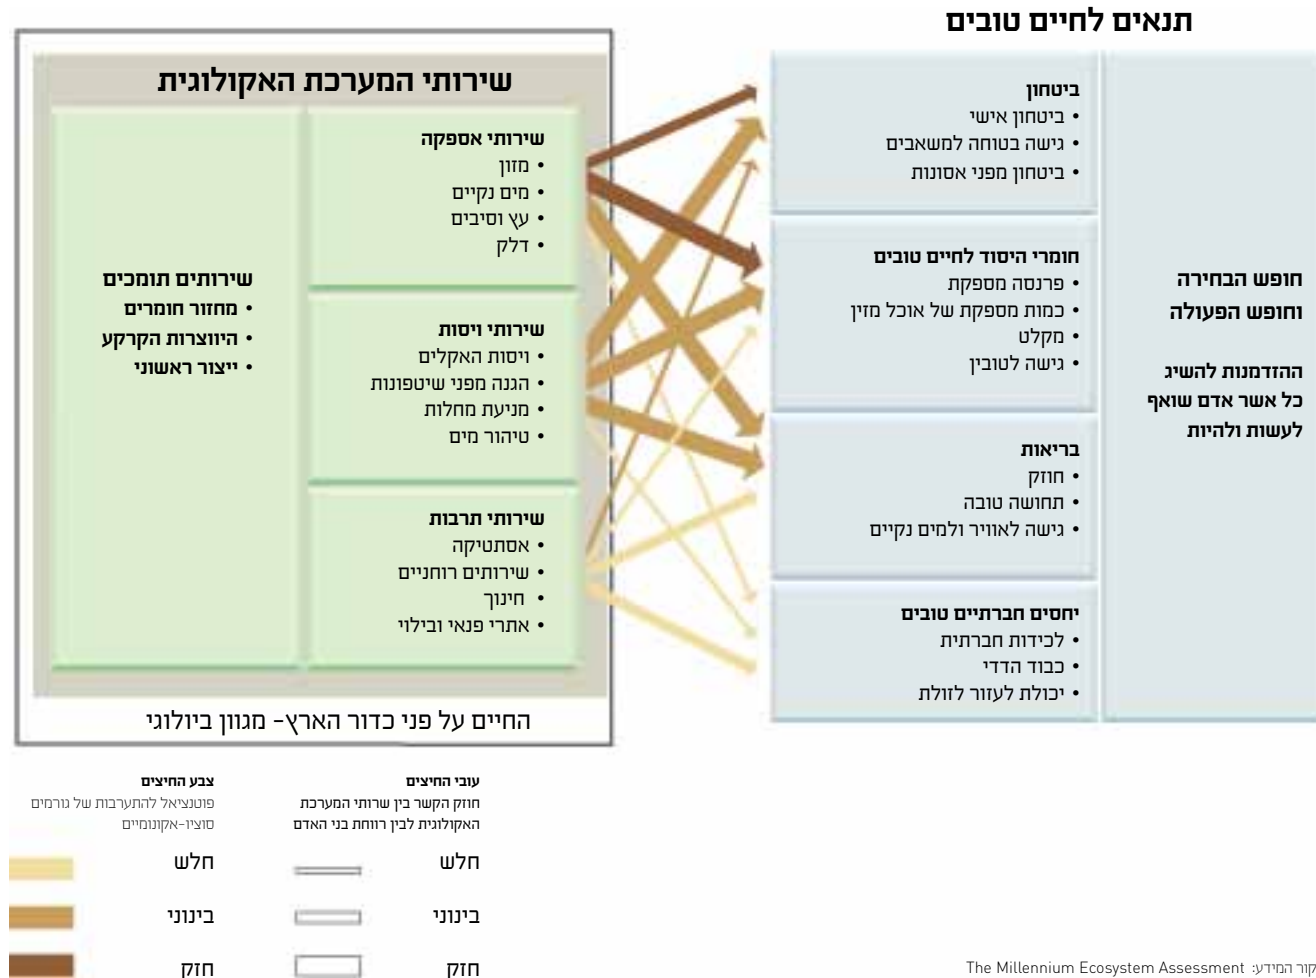 תנאים לחיים טובים
ביטחון
• ביטחון אישי
• גישה בטוחה למשאבים
• ביטחון מפני אסונות
חומרי היסוד לחיים טובים
• פרנסה מספקת
• כמות מספקת של אוכל מזין
• מקלט
• גישה לטובין
בריאות
• חוזק
• תחושה טובה
• גישה לאוויר ולמים נקיים
יחסים חברתיים טובים
• לכידות חברתית
• כבוד הדדי
• יכולת לעזור לזולת
חופש הבחירה
וחופש הפעולה
ההזדמנות להשיג
כל אשר אדם שואף
לעשות ולהיות
שירותי המערכת האקולוגית
שירותי אספקה
• מזון
• מים נקיים
• עץ וסיבים
• דלק
שירותי ויסות
• ויסות האקלים
• הגנה מפני שיטפונות
• מניעת מחלות
• טיהור מים
שירותי תרבות
• אסתטיקה
• שירותים רוחניים
• חינוך
• אתרי פנאי ובילוי
שירותים תומכים
• מחזור חומרים
• היווצרות הקרקע
• ייצור ראשוני
החיים על פני כדור הארץ- מגוון ביולוגי
עובי החיצים
חוזק הקשר בין שרותי המערכת
האקולוגית לבין רווחת בני האדם
חלש
בינוני
חזק
צבע החיצים
פוטנציאל להתערבות של גורמים
סוציו-אקונומיים
חלש
בינוני
חזק
המידע: The Millennium Ecosystem Assessment